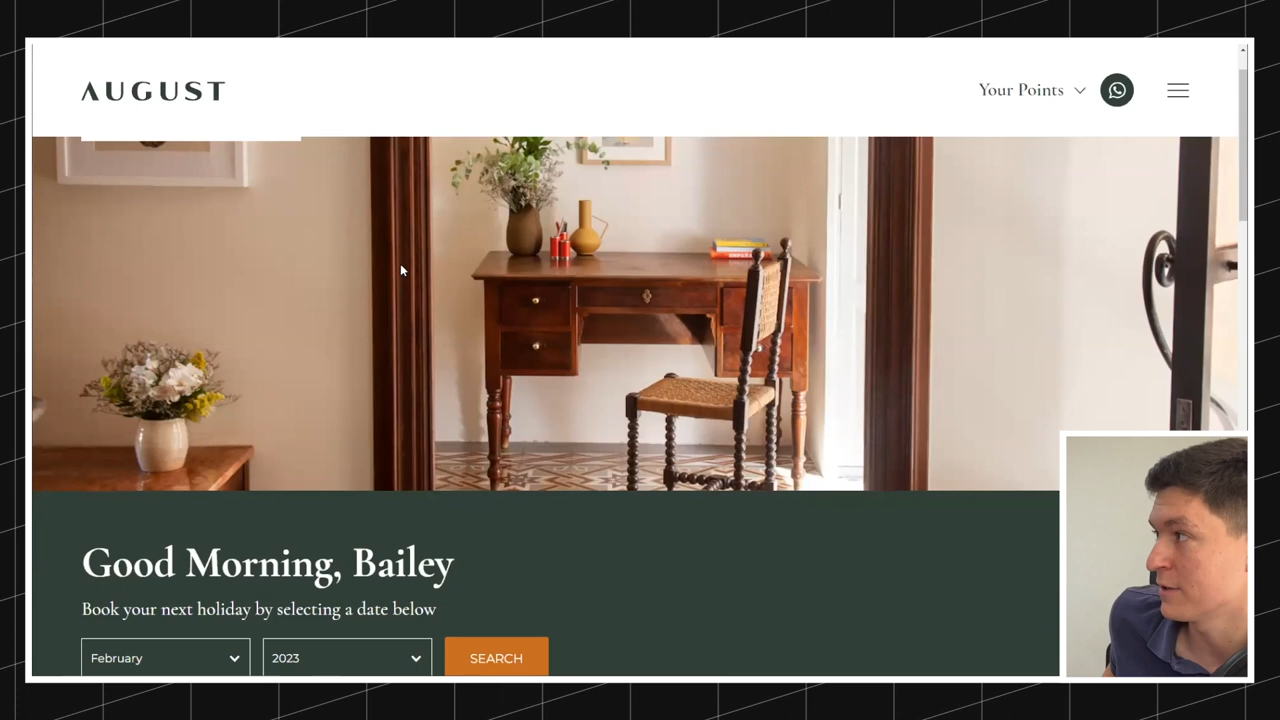 AUGUST
Your Points
Good Morning, Bailey
Book your next holiday by selecting a date below
February
2023
SEARCH